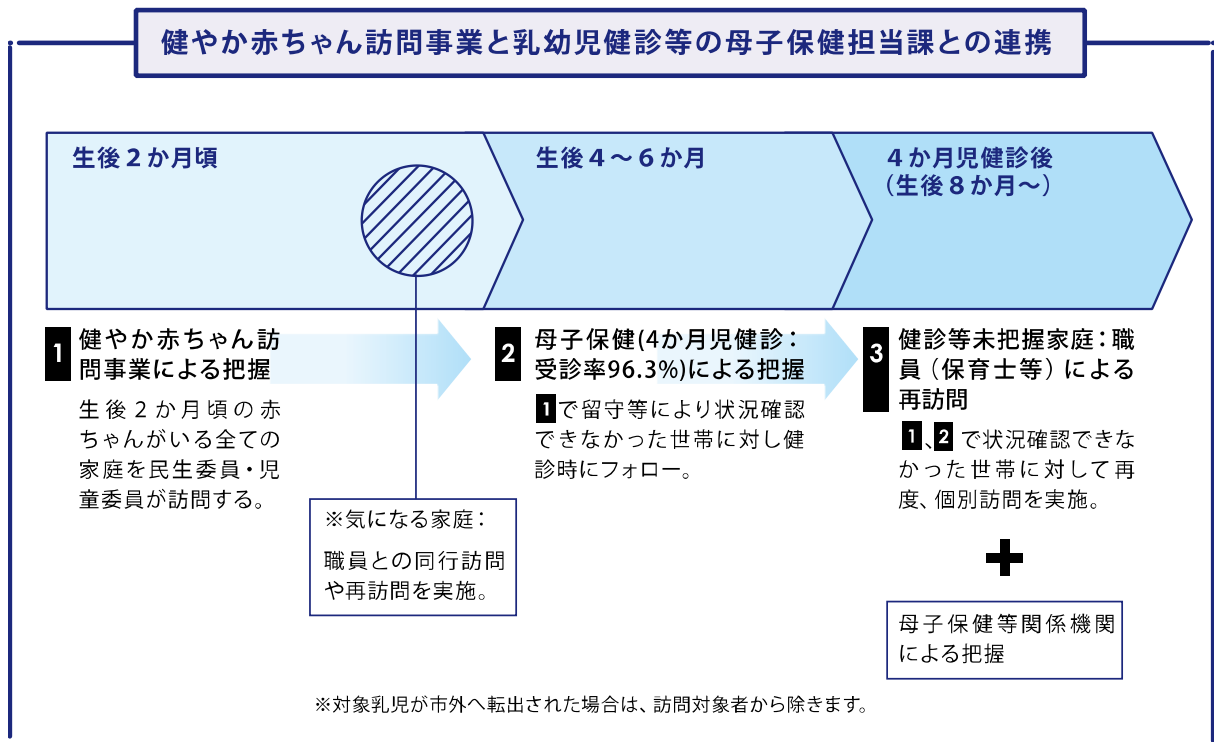 健やか赤ちゃん訪問事業と乳幼児健診等の母子保健担当課との連携
生後２か月頃
生後４～６か月
４か月児健診後
（生後８か月～）
1 健やか赤ちゃん訪
問事業による把握
生後２か月頃の赤
ちゃんがいる全ての
家庭を民生委員・児
童委員が訪問する。
※気になる家庭：
職員との同行訪問
や再訪問を実施。
2 母子保健(4か月児健診：
受診率96.3%)による把握
1で留守等により状況確認
できなかった世帯に対し健
診時にフォロー。
3 健診等未把握家庭：職
員（保育士等）による
再訪問
1、2 で状況確認できな
かった世帯に対して再
度、個別訪問を実施。
母子保健等関係機関
による把握
※対象乳児が市外へ転出された場合は、訪問対象者から除きます。